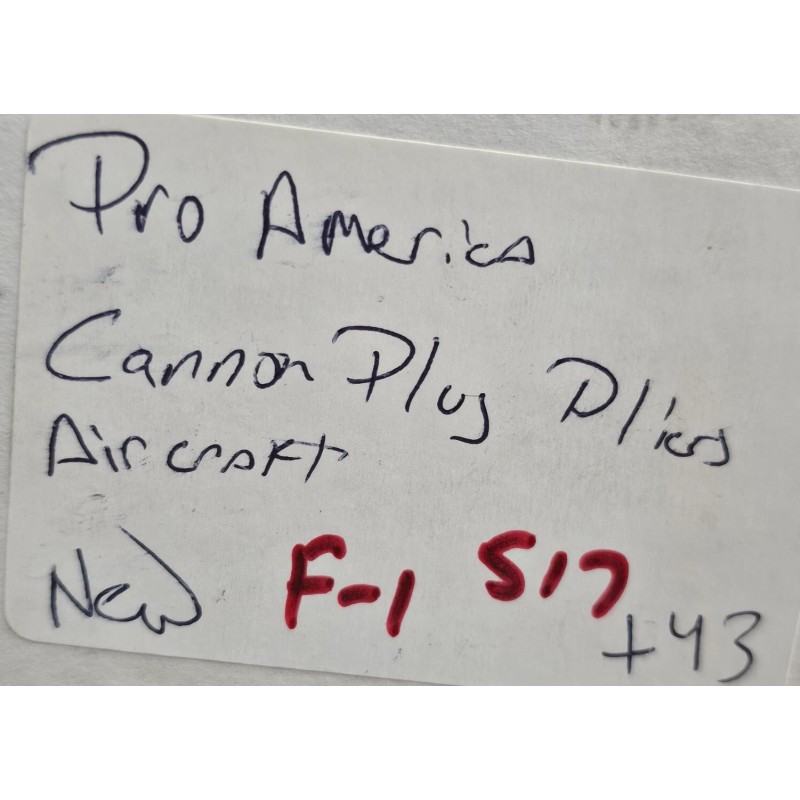 Pro America
Cannon Plug Pliers
Aircraft
New F-1 517
+43